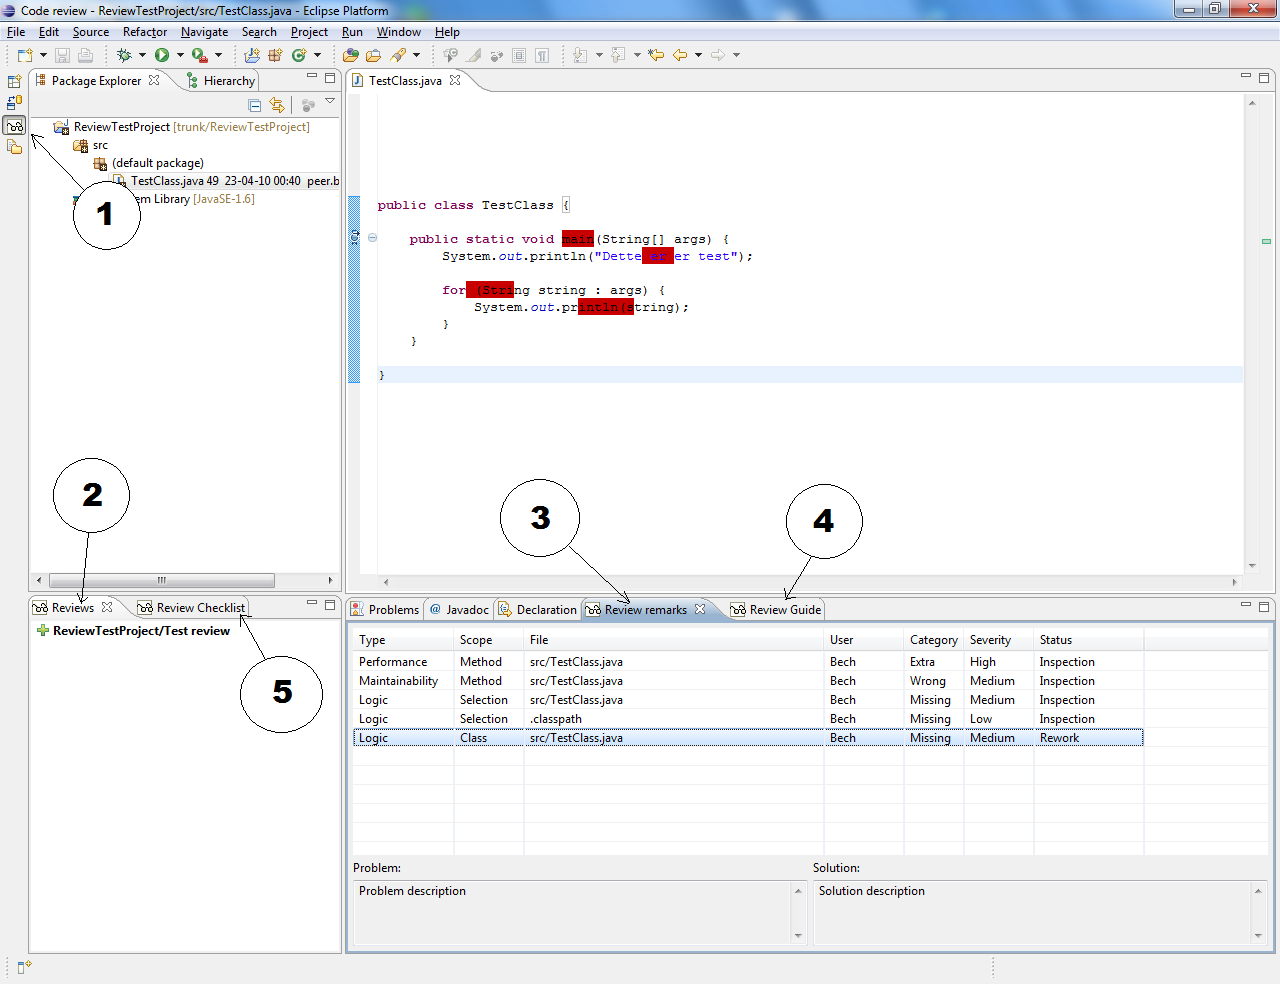 Code review - ReviewTestProject/src/TestClass.java - Eclipse Platform
File Edit Source Refactor Navigate Search Project Run Window Help
Package Explorer Hierarchy
TestClass.java
ReviewTestProject [trunk/ReviewTestProject]
src
(default package)
TestClass.java 49 23-04-10 00:40 peer.b
em Library [JavaSE-1.6]
1
public class TestClass {
public static void main(String[] args) {
System.out.println("Dette er test");
for (String string : args) {
System.out.println(string);
}
}
}
2
3
4
Reviews Review Checklist
ReviewTestProject/Test review
5
Problems @ Javadoc Declaration Review remarks Review Guide
Type Scope File User Category Severity Status
Performance Method src/TestClass.java Bech Extra High Inspection
Maintainability Method src/TestClass.java Bech Wrong Medium Inspection
Logic Selection src/TestClass.java Bech Missing Medium Inspection
Logic Selection .classpath Bech Missing Low Inspection
Logic Class src/TestClass.java Bech Missing Medium Rework
Problem: Solution:
Problem description Solution description